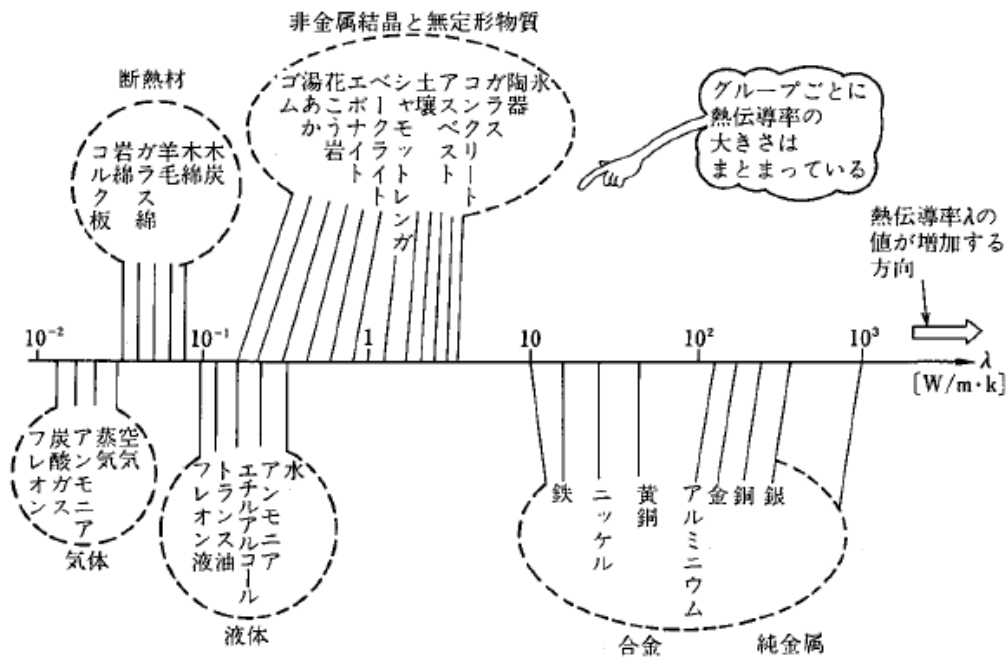 非金属結晶と無定形物質
ゴム
湯あか
花こう岩
エボナイト
ベークライト
シャモットレンガ
土壌
アスベスト
コンクリート
ガラス
陶器
氷
断熱材
コルク板
岩綿
ガラス綿
羊毛
木綿
木炭
グループごとに
熱伝導率の
大きさは
まとまっている
熱伝導率λの
値が増加する
方向
10⁻²
10⁻¹
1
10
10²
10³
λ
[W/m·k]
フレオン
炭酸ガス
アンモニア
蒸気
空気
気体
フレオン液
トランス油
エチルアルコール
アンモニア
水
液体
鉄
ニッケル
黄銅
アルミニウム
金
銅
銀
合金
純金属